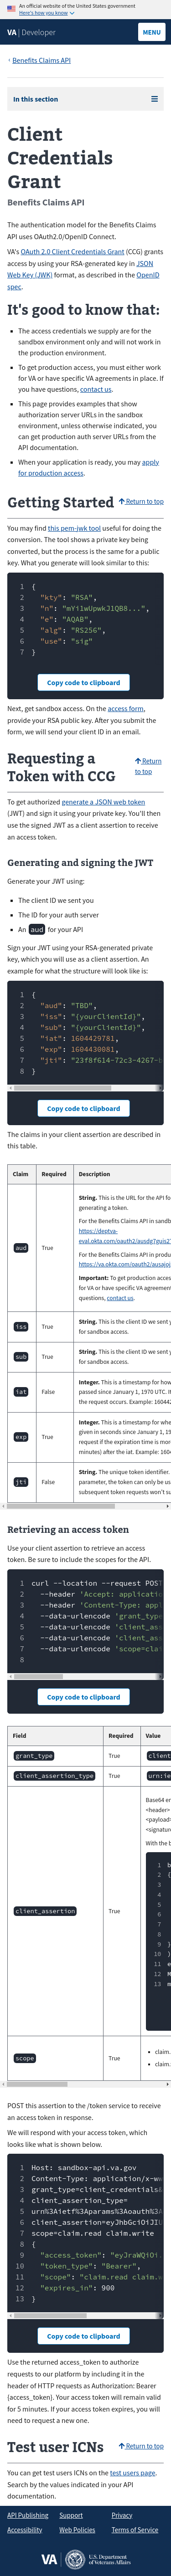 An official website of the United States government
Here's how you know
VA | Developer
MENU
‹ Benefits Claims API
In this section
Client
Credentials
Grant
Benefits Claims API
The authentication model for the Benefits Claims
API uses OAuth2.0/OpenID Connect.
VA's OAuth 2.0 Client Credentials Grant (CCG) grants
access by using your RSA-generated key in JSON
Web Key (JWK) format, as described in the OpenID
spec.
It's good to know that:
• The access credentials we supply are for the
sandbox environment only and will not work in
the production environment.
• To get production access, you must either work
for VA or have specific VA agreements in place. If
you have questions, contact us.
• This page provides examples that show
authorization server URLs in the sandbox
environment, unless otherwise indicated, you
can find production auth server URLs from the
API documentation.
• When your application is ready, you may apply
for production access.
Getting Started
Return to top
You may find this pem-jwk tool useful for doing the
conversion. The tool shows a private key being
converted, but the process is the same for a public
key. What you generate will look similar to this:
1 {
2 "kty": "RSA",
3 "n": "mYi1wUpwkJ1QB8...",
4 "e": "AQAB",
5 "alg": "RS256",
6 "use": "sig"
7 }
Copy code to clipboard
Next, get sandbox access. On the access form,
provide your RSA public key. After you submit the
form, we will send your client ID in an email.
Requesting a
Token with CCG
Return
to top
To get authorized generate a JSON web token
(JWT) and sign it using your private key. You'll then
use the signed JWT as a client assertion to receive
an access token.
Generating and signing the JWT
Generate your JWT using:
• The client ID we sent you
• The ID for your auth server
• An aud for your API
Sign your JWT using your RSA-generated private
key, which you will use as a client assertion. An
example for what the structure will look like is:
1 {
2 "aud": "TBD",
3 "iss": "{yourClientId}",
4 "sub": "{yourClientId}",
5 "iat": 1604429781,
6 "exp": 1604430081,
7 "jti": "23f8f614-72c3-4267-
8 }
Copy code to clipboard
The claims in your client assertion are described in
this table.
Claim Required Description
aud True
String. This is the URL for the API fo
generating a token.
For the Benefits Claims API in sandb
https://deptva-
For the Benefits Claims API in produ
Important: To get production access
for VA or have specific VA agreement
questions, contact us.
iss True
String. This is the client ID we sent y
for sandbox access.
sub True
String. This is the client ID we sent y
for sandbox access.
iat False
Integer. This is a timestamp for how
passed since January 1, 1970 UTC. It
the request occurs. Example: 160442
exp True
Integer. This is a timestamp for whe
given in seconds since January 1, 19
request if the expiration time is mor
minutes) after the iat. Example: 1604
jti False
String. The unique token identifier.
parameter, the token can only be us
subsequent token requests won't su
Retrieving an access token
Use your client assertion to retrieve an access
token. Be sure to include the scopes for the API.
1 curl --location --request POS
2 --header 'Accept: applicatio
3 --header 'Content-Type: appl
4 --data-urlencode 'grant_type
5 --data-urlencode 'client_ass
6 --data-urlencode 'client_ass
7 --data-urlencode 'scope=clai
8
Copy code to clipboard
Field Required Value
grant_type True client
client_assertion_type True urn:ie
client_assertion True
Base64 en
<header>
<payload>
<signature
With the b
1 b
2 {
3
4
5
6
7
8
9 }
10 )
11 e
12 M
13 m
scope True
• claim.
• claim.
POST this assertion to the /token service to receive
an access token in response.
We will respond with your access token, which
looks like what is shown below.
1 Host: sandbox-api.va.gov
2 Content-Type: application/x-ww
3 grant_type=client_credentials&
4 client_assertion_type=
5 urn%3Aietf%3Aparams%3Aoauth%3A
6 client_assertion=eyJhbGciOiJIU
7 scope=claim.read claim.write
8 {
9 "access_token": "eyJraWQiOi.
10 "token_type": "Bearer",
11 "scope": "claim.read claim.w
12 "expires_in": 900
13 }
Copy code to clipboard
Use the returned access_token to authorize
requests to our platform by including it in the
header of HTTP requests as Authorization: Bearer
{access_token}. Your access token will remain valid
for 5 minutes. If your access token expires, you will
need to request a new one.
Test user ICNs
Return to top
You can get test users ICNs on the test users page.
Search by the values indicated in your API
documentation.
API Publishing Support Privacy
Accessibility Web Policies Terms of Service
VA | U.S. Department of Veterans Affairs